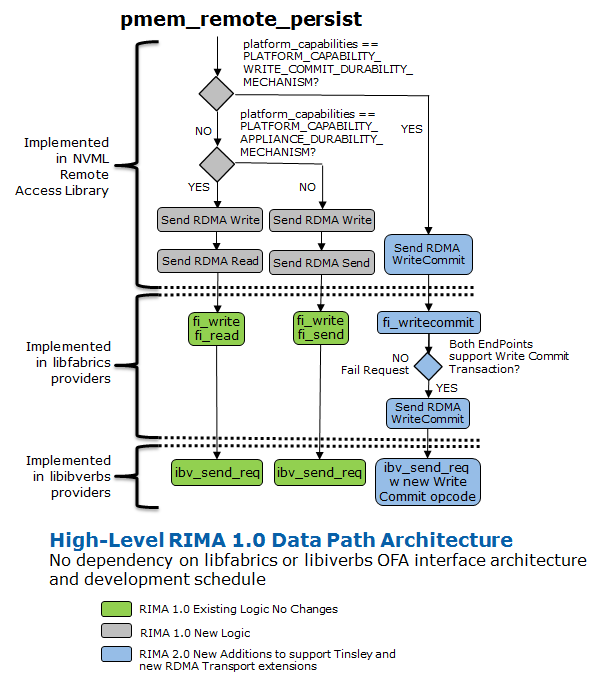 pmem_remote_persist
platform_capabilities ==
PLATFORM_CAPABILITY_
WRITE_COMMIT_DURABILITY_
MECHANISM?
platform_capabilities ==
PLATFORM_CAPABILITY_
APPLIANCE_DURABILITY_
MECHANISM?
NO
YES
Implemented
in NVML
Remote
Access Library
YES
NO
Send RDMA Write
Send RDMA Write
Send RDMA
WriteCommit
Send RDMA Read
Send RDMA Send
Implemented
in libfabrics
providers
fi_write
fi_read
fi_write
fi_send
fi_writecommit
NO
Fail Request
Both EndPoints
support Write Commit
Transaction?
YES
Send RDMA
WriteCommit
Implemented
in libibverbs
providers
ibv_send_req
ibv_send_req
ibv_send_req
w new Write
Commit opcode
High-Level RIMA 1.0 Data Path Architecture
No dependency on libfabrics or libiverbs OFA interface architecture
and development schedule
RIMA 1.0 Existing Logic No Changes
RIMA 1.0 New Logic
RIMA 2.0 New Additions to support Tinsley and
new RDMA Transport extensions